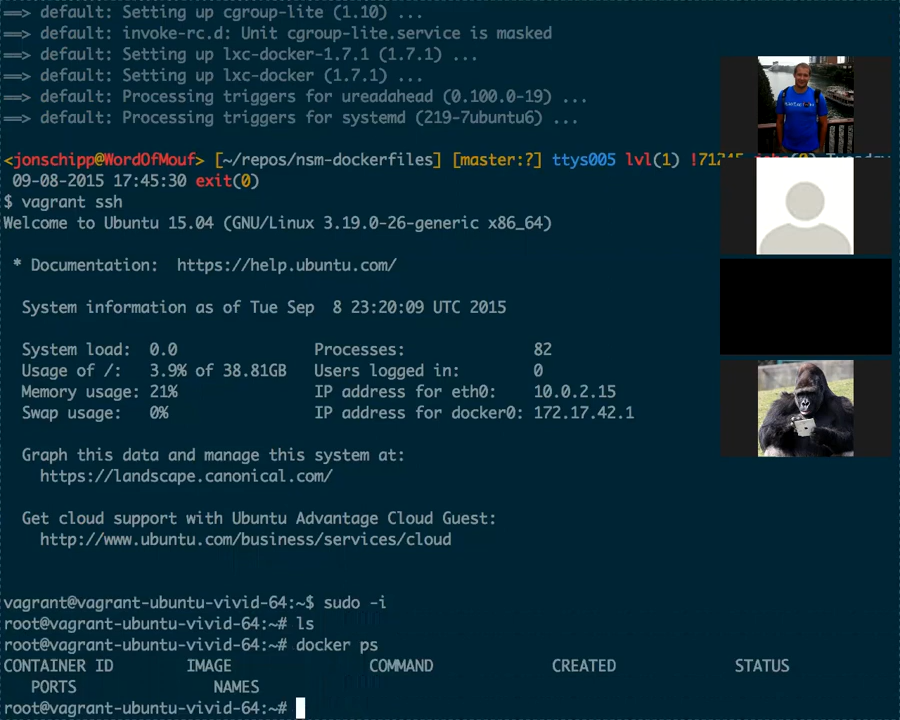 ==> default: Setting up cgroup-lite (1.10) ...
==> default: invoke-rc.d: Unit cgroup-lite.service is masked
==> default: Setting up lxc-docker-1.7.1 (1.7.1) ...
==> default: Setting up lxc-docker (1.7.1) ...
==> default: Processing triggers for ureadahead (0.100.0-19) ...
==> default: Processing triggers for systemd (219-7ubuntu6) ...
<jonschipp@WordOfMouf> [~/repos/nsm-dockerfiles] [master:?] ttys005 lvl(1)
09-08-2015 17:45:30 exit(0)
$ vagrant ssh
Welcome to Ubuntu 15.04 (GNU/Linux 3.19.0-26-generic x86_64)
* Documentation:  https://help.ubuntu.com/
System information as of Tue Sep  8 23:20:09 UTC 2015
System load:  0.0 Processes: 82
Usage of /:   3.9% of 38.81GB Users logged in: 0
Memory usage: 21% IP address for eth0: 10.0.2.15
Swap usage:   0% IP address for docker0: 172.17.42.1
Graph this data and manage this system at:
https://landscape.canonical.com/
Get cloud support with Ubuntu Advantage Cloud Guest:
http://www.ubuntu.com/business/services/cloud
vagrant@vagrant-ubuntu-vivid-64:~$ sudo -i
root@vagrant-ubuntu-vivid-64:~# ls
root@vagrant-ubuntu-vivid-64:~# docker ps
CONTAINER ID IMAGE COMMAND CREATED STATUS
PORTS NAMES
root@vagrant-ubuntu-vivid-64:~#